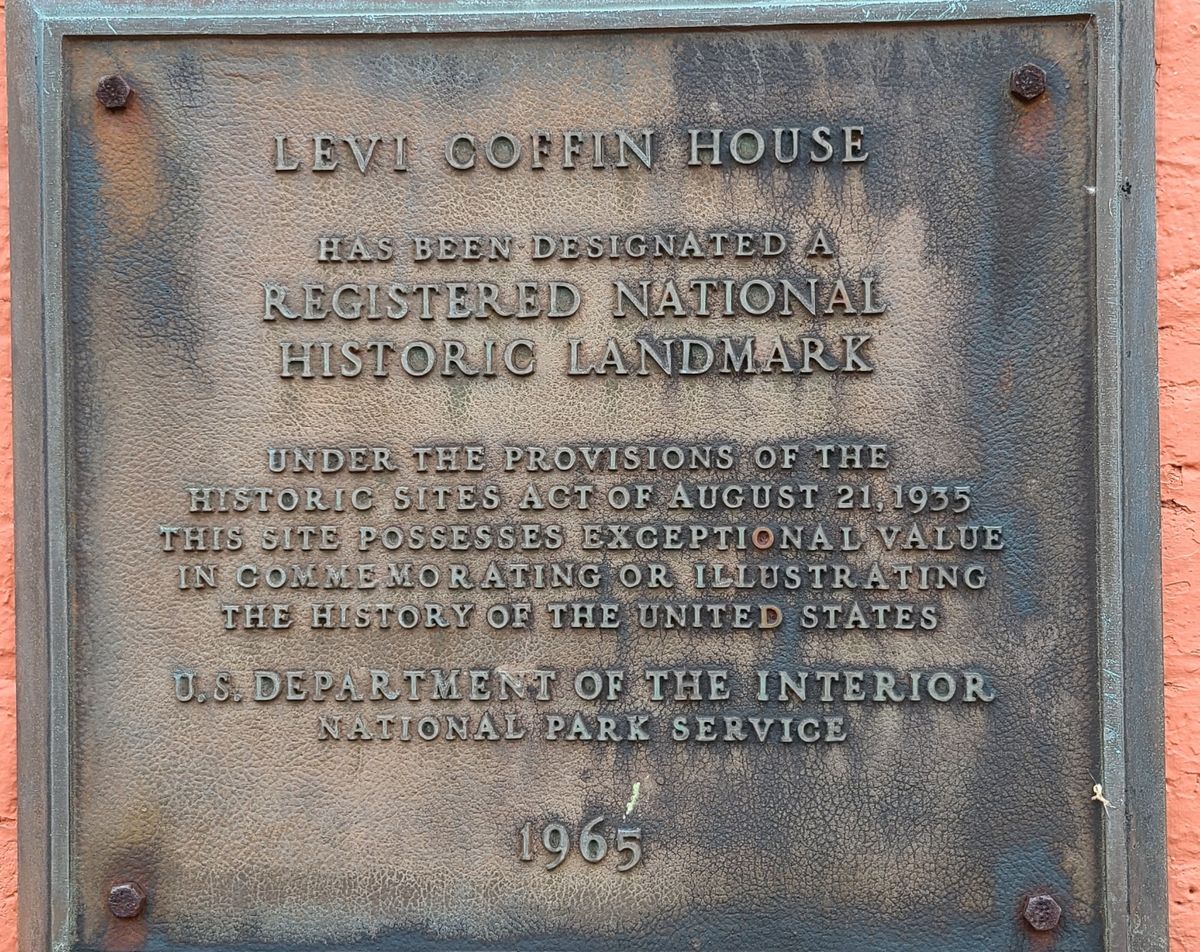 LEVI COFFIN HOUSE
HAS BEEN DESIGNATED A
REGISTERED NATIONAL
HISTORIC LANDMARK
UNDER THE PROVISIONS OF THE
HISTORIC SITES ACT OF AUGUST 21, 1935
THIS SITE POSSESSES EXCEPTIONAL VALUE
IN COMMEMORATING OR ILLUSTRATING
THE HISTORY OF THE UNITED STATES
U.S. DEPARTMENT OF THE INTERIOR
NATIONAL PARK SERVICE
1965